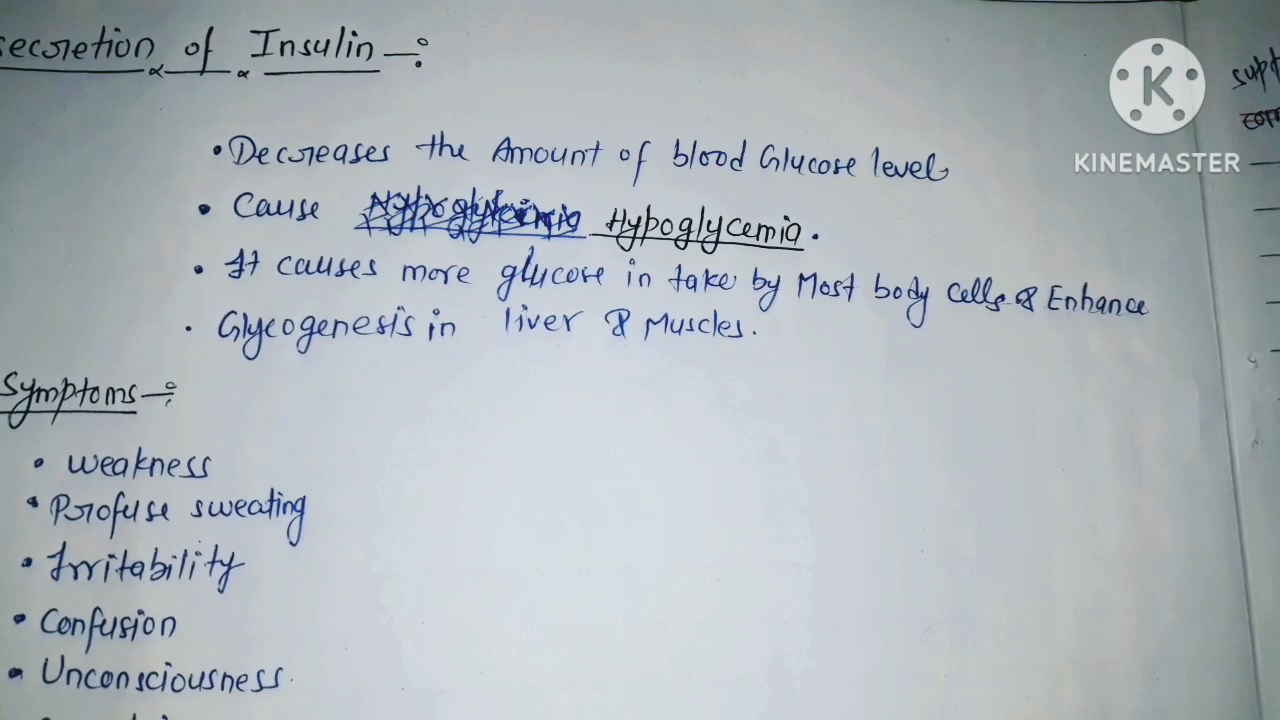 secretion of Insulin -:
• Decreases the Amount of blood Glucose level
• Cause Hypoglycemia.
• It causes more glucose in take by Most body cells & Enhance
• Glycogenesis in liver & Muscles.
Symptoms -:
• Weakness
• Profuse sweating
• Irritability
• Confusion
• Unconsciousness.
K
KINEMASTER